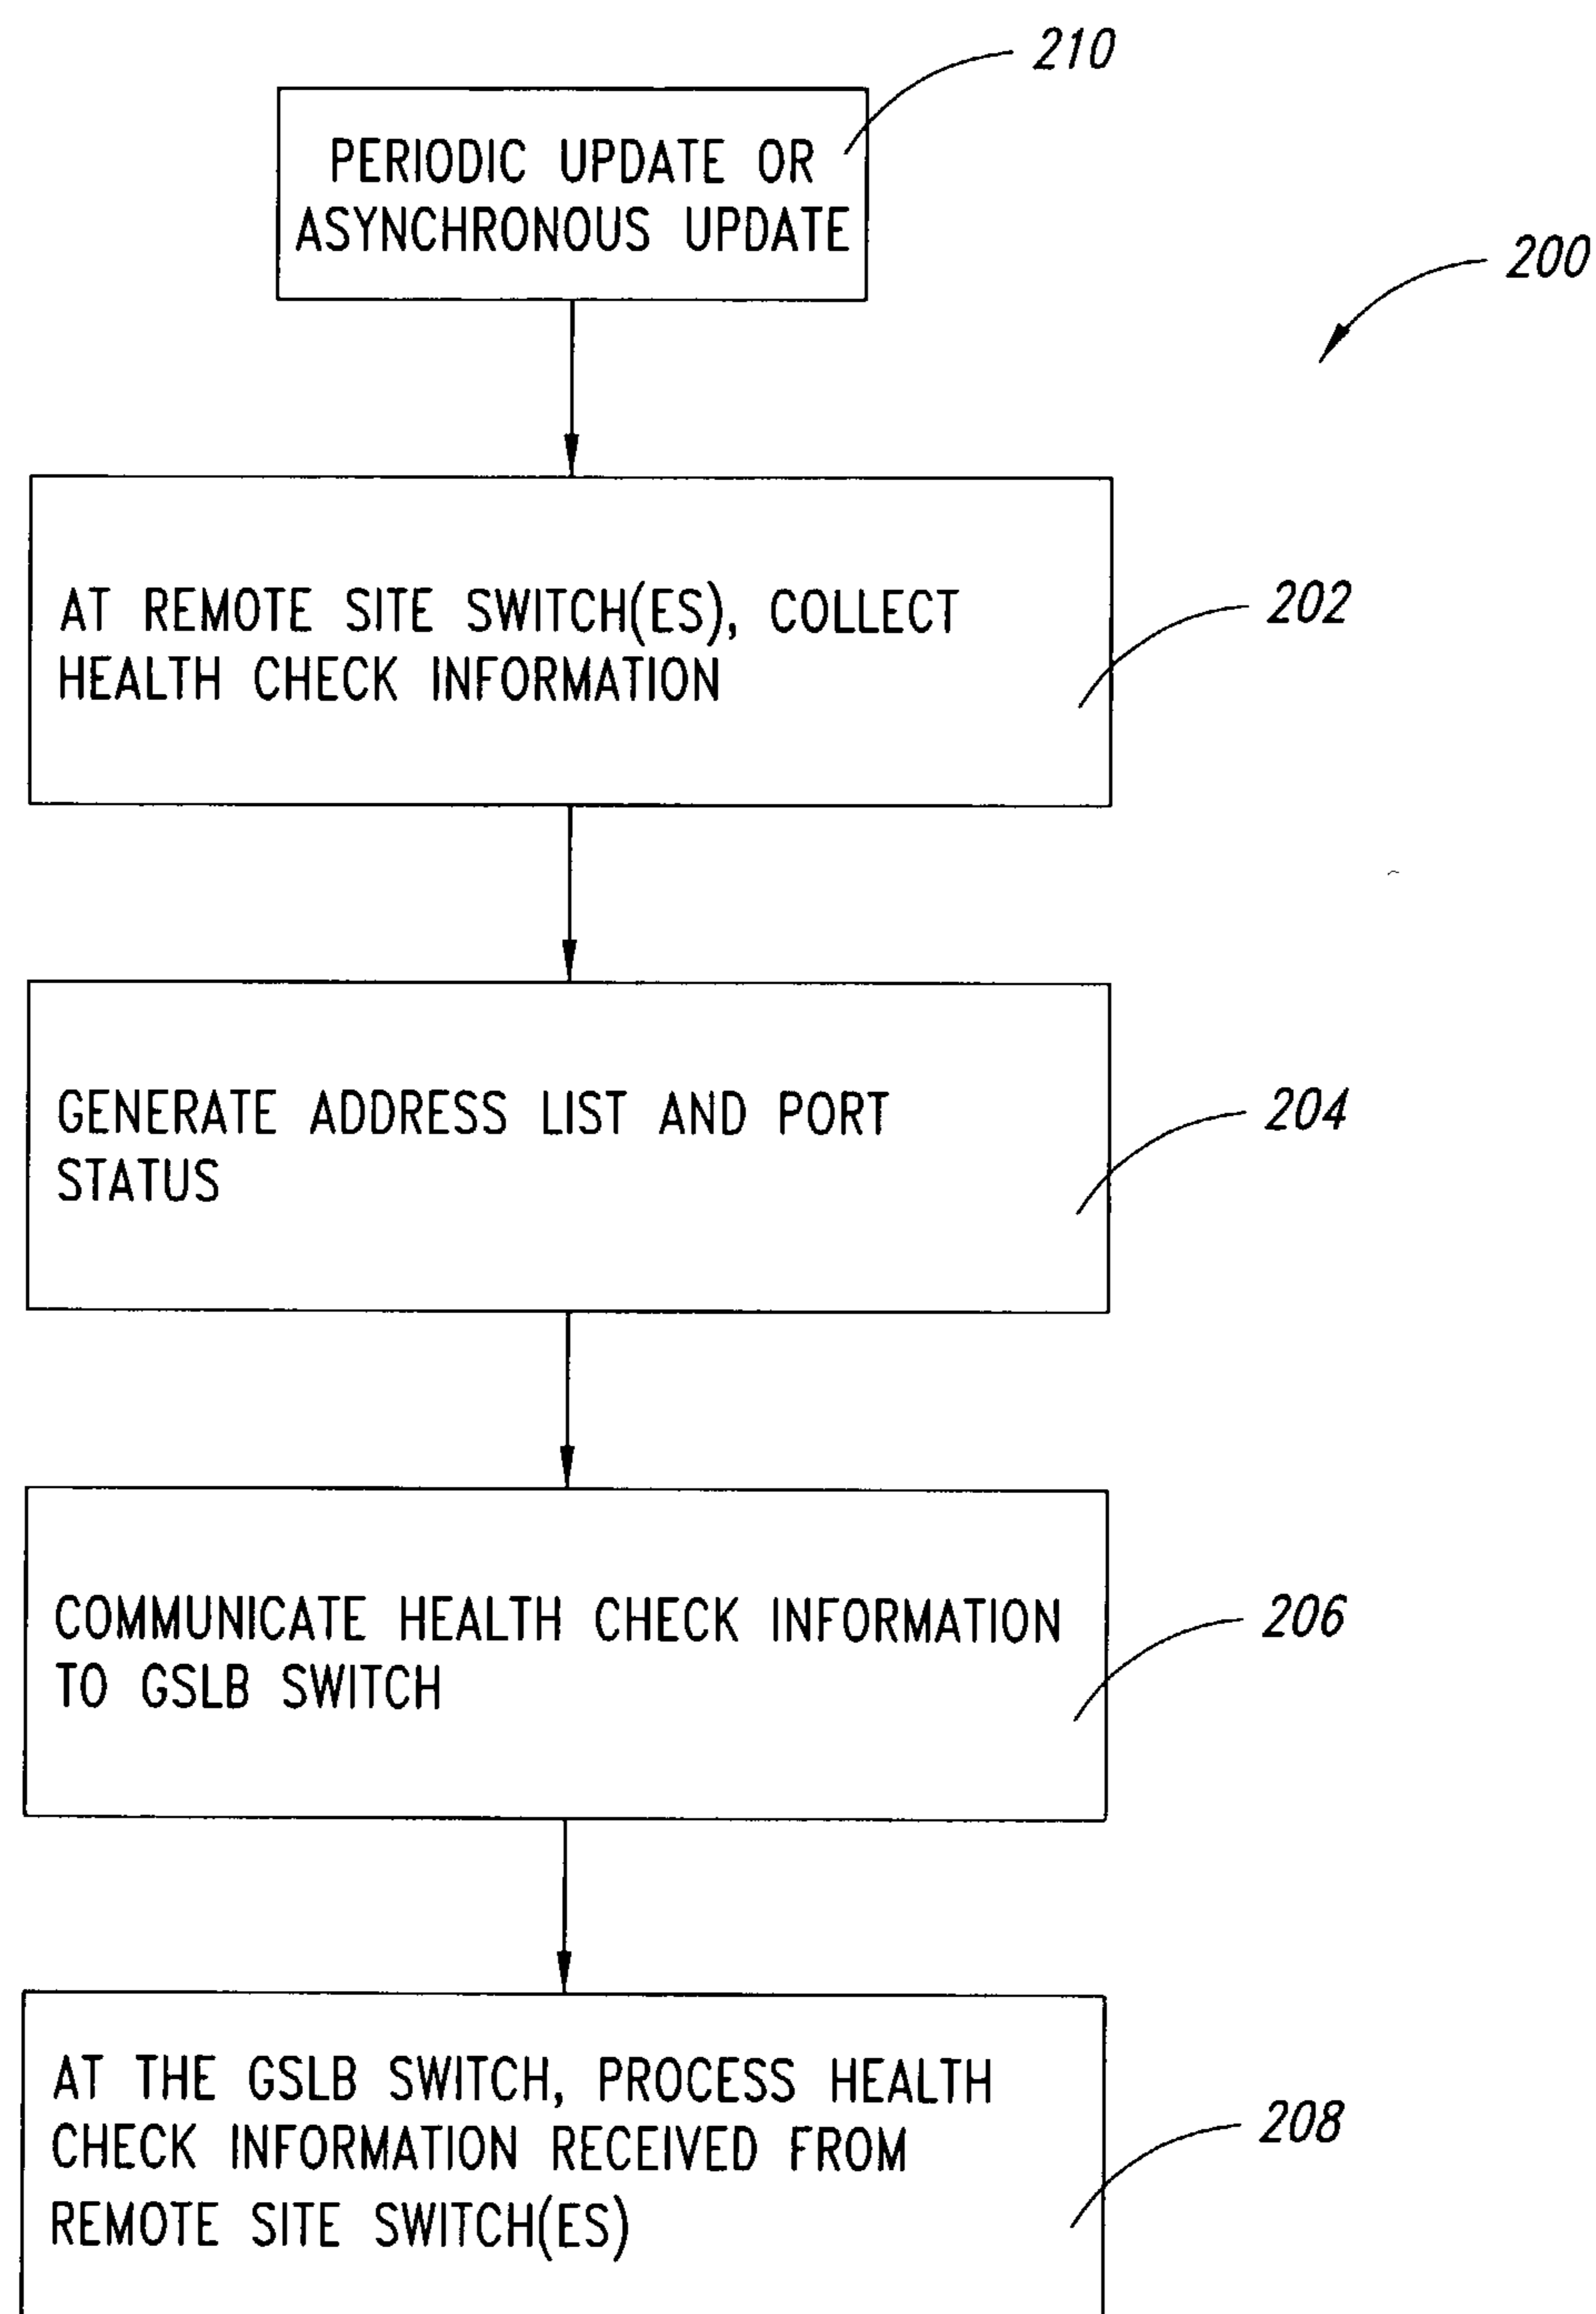 210
PERIODIC UPDATE OR
ASYNCHRONOUS UPDATE
200
AT REMOTE SITE SWITCH(ES), COLLECT
HEALTH CHECK INFORMATION
202
GENERATE ADDRESS LIST AND PORT
STATUS
204
COMMUNICATE HEALTH CHECK INFORMATION
TO GSLB SWITCH
206
AT THE GSLB SWITCH, PROCESS HEALTH
CHECK INFORMATION RECEIVED FROM
REMOTE SITE SWITCH(ES)
208